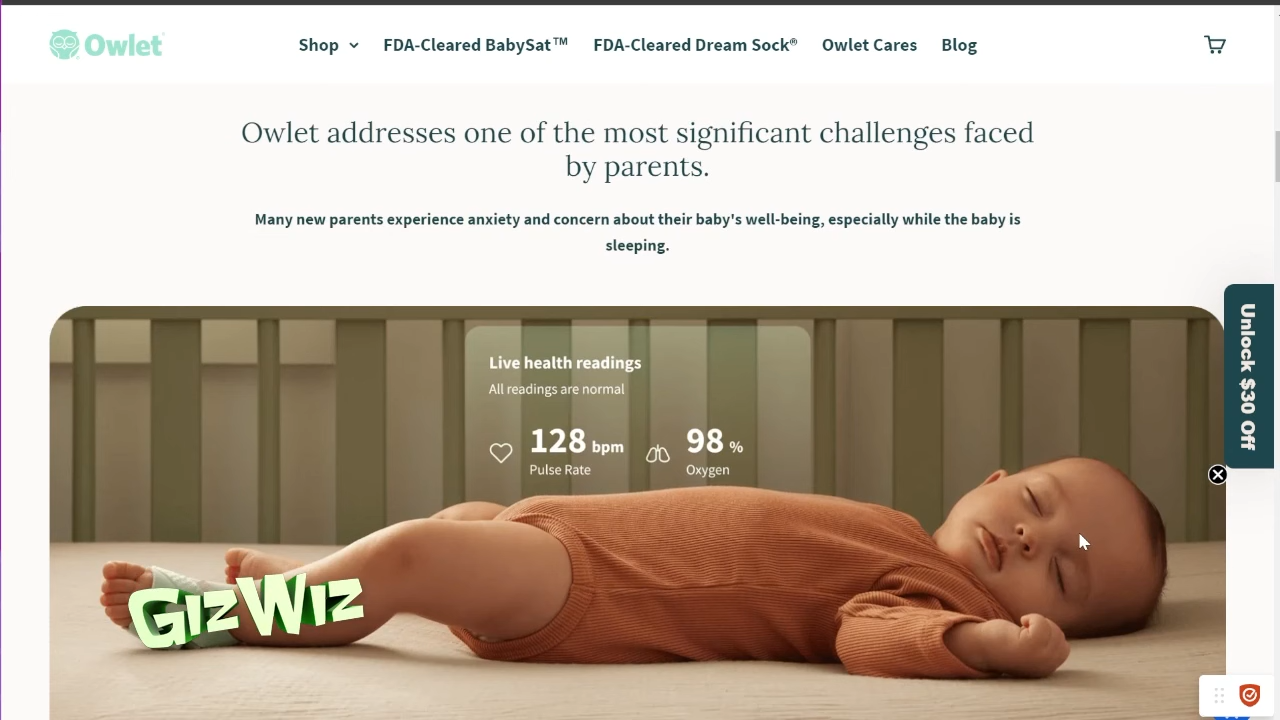 Owlet
Shop
FDA-Cleared BabySat™
FDA-Cleared Dream Sock®
Owlet Cares
Blog
Owlet addresses one of the most significant challenges faced
by parents.
Many new parents experience anxiety and concern about their baby's well-being, especially while the baby is
sleeping.
Unlock $30 Off
Live health readings
All readings are normal
128 bpm
Pulse Rate
98 %
Oxygen
GizWiz